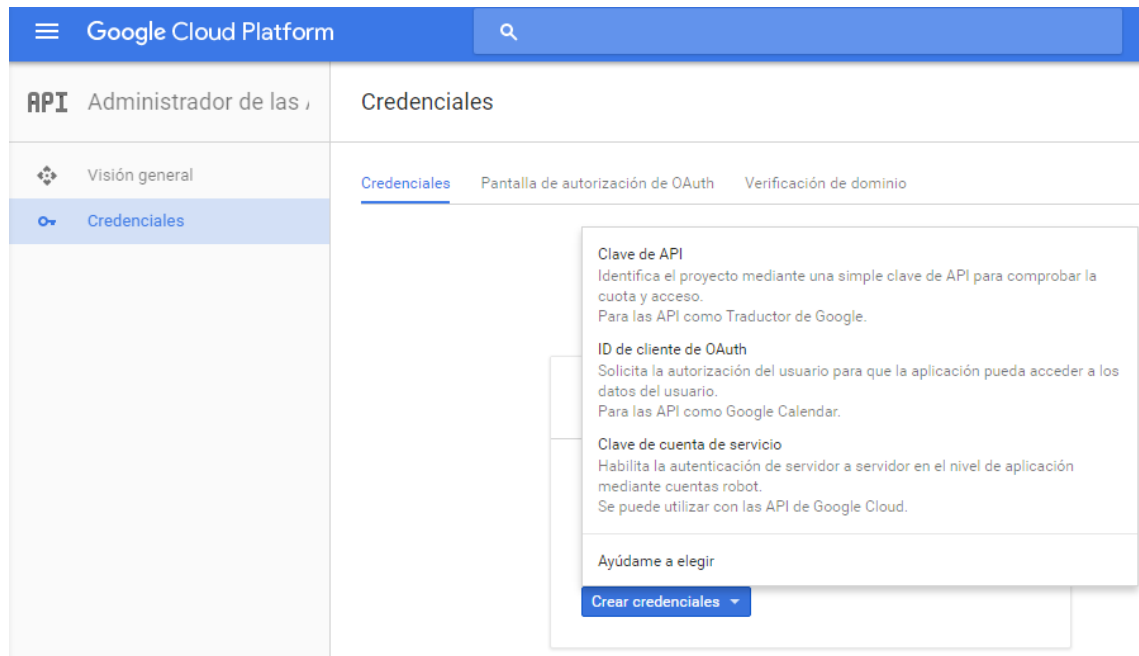 Google Cloud Platform
API Administrador de las
Credenciales
Visión general
Credenciales
Credenciales Pantalla de autorización de OAuth Verificación de dominio
Clave de API
Identifica el proyecto mediante una simple clave de API para comprobar la
cuota y acceso.
Para las API como Traductor de Google.
ID de cliente de OAuth
Solicita la autorización del usuario para que la aplicación pueda acceder a los
datos del usuario.
Para las API como Google Calendar.
Clave de cuenta de servicio
Habilita la autenticación de servidor a servidor en el nivel de aplicación
mediante cuentas robot.
Se puede utilizar con las API de Google Cloud.
Ayúdame a elegir
Crear credenciales